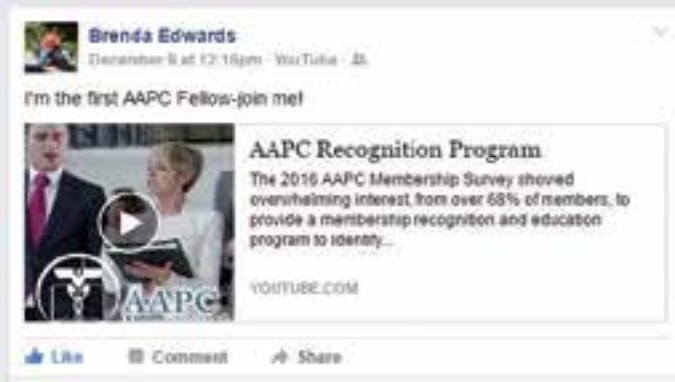 Brenda Edwards
December 9 at 12:16pm · YouTube ·
I'm the first AAPC Fellow-join me!
AAPC Recognition Program
The 2016 AAPC Membership Survey showed
overwhelming interest, from over 68% of members, to
provide a membership recognition and education
program to identify...
AAPC
YOUTUBE.COM
Like Comment Share